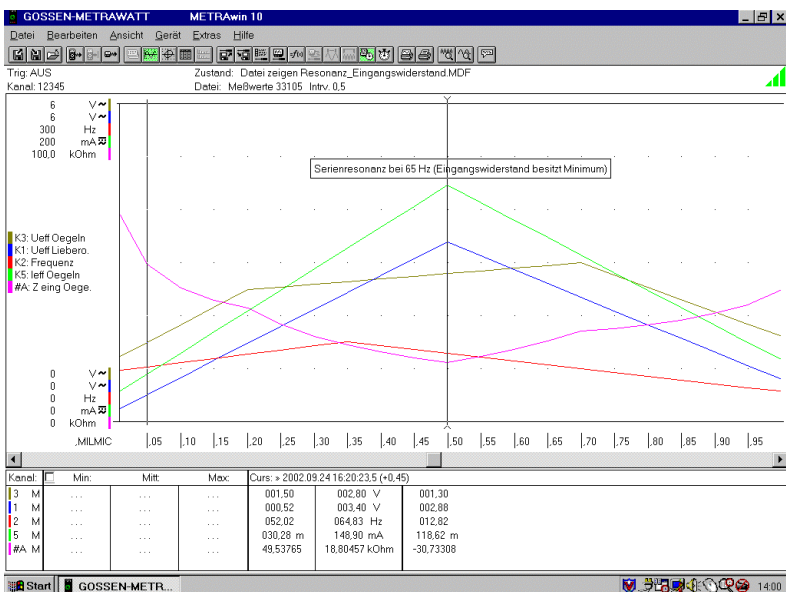 GOSSEN-METRAWATT METRAwin 10
Datei Bearbeiten Ansicht Gerät Extras Hilfe
Trig: AUS Zustand: Datei zeigen Resonanz_Eingangswiderstand.MDF
Kanal: 12345 Datei: Meßwerte 33105 Intrv. 0,5
6 V~
6 V~
300 Hz
200 mA
100,0 kOhm
Serienresonanz bei 65 Hz (Eingangswiderstand besitzt Minimum)
K3: Ueff Oegeln
K1: Ueff Liebero.
K2: Frequenz
K5: Ieff Oegeln
#A: Z eing Oege.
0 V~
0 V~
0 Hz
0 mA
0 kOhm
,MILMIC |,05 |,10 |,15 |,20 |,25 |,30 |,35 |,40 |,45 |,50 |,55 |,60 |,65 |,70 |,75 |,80 |,85 |,90 |,95
Kanal: Min: Mitt: Max: Curs: » 2002.09.24 16:20:23,5 (+0,45)
3 M ... ... ... 001,50 002,80 V 001,30
1 M ... ... ... 000,52 003,40 V 002,88
2 M ... ... ... 052,02 064,83 Hz 012,82
5 M ... ... ... 030,28 m 148,90 mA 118,62 m
#A M ... ... ... 49,53765 18,80457 kOhm -30,73308
Start GOSSEN-METR... 14:00